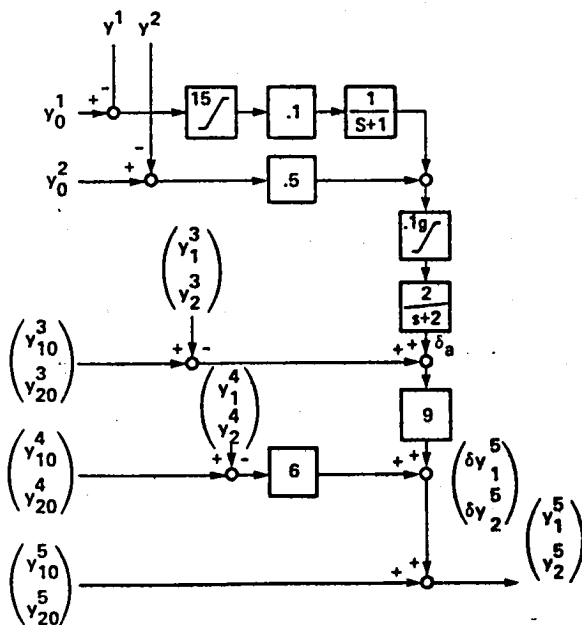 y^1 y^2
y_0^1
15
.1
1/(S+1)
y_0^2
.5
.1g
2/(s+2)
δ_a
(y_1^3
y_2^3)
(y_10^3
y_20^3)
9
(y_1^4
y_2^4)
(y_10^4
y_20^4)
6
(δy_1^5
δy_2^5)
(y_1^5
y_2^5)
(y_10^5
y_20^5)